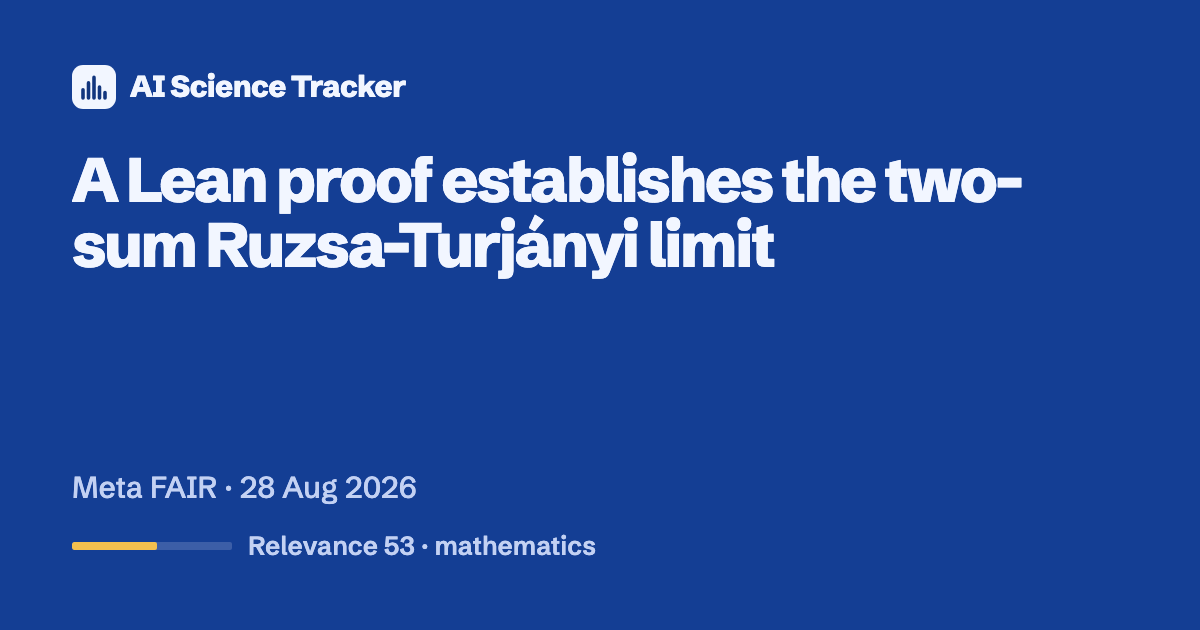 AI Science Tracker
A Lean proof establishes the two-
sum Ruzsa-Turjányi limit
Meta FAIR · 28 Aug 2026
Relevance 53 · mathematics